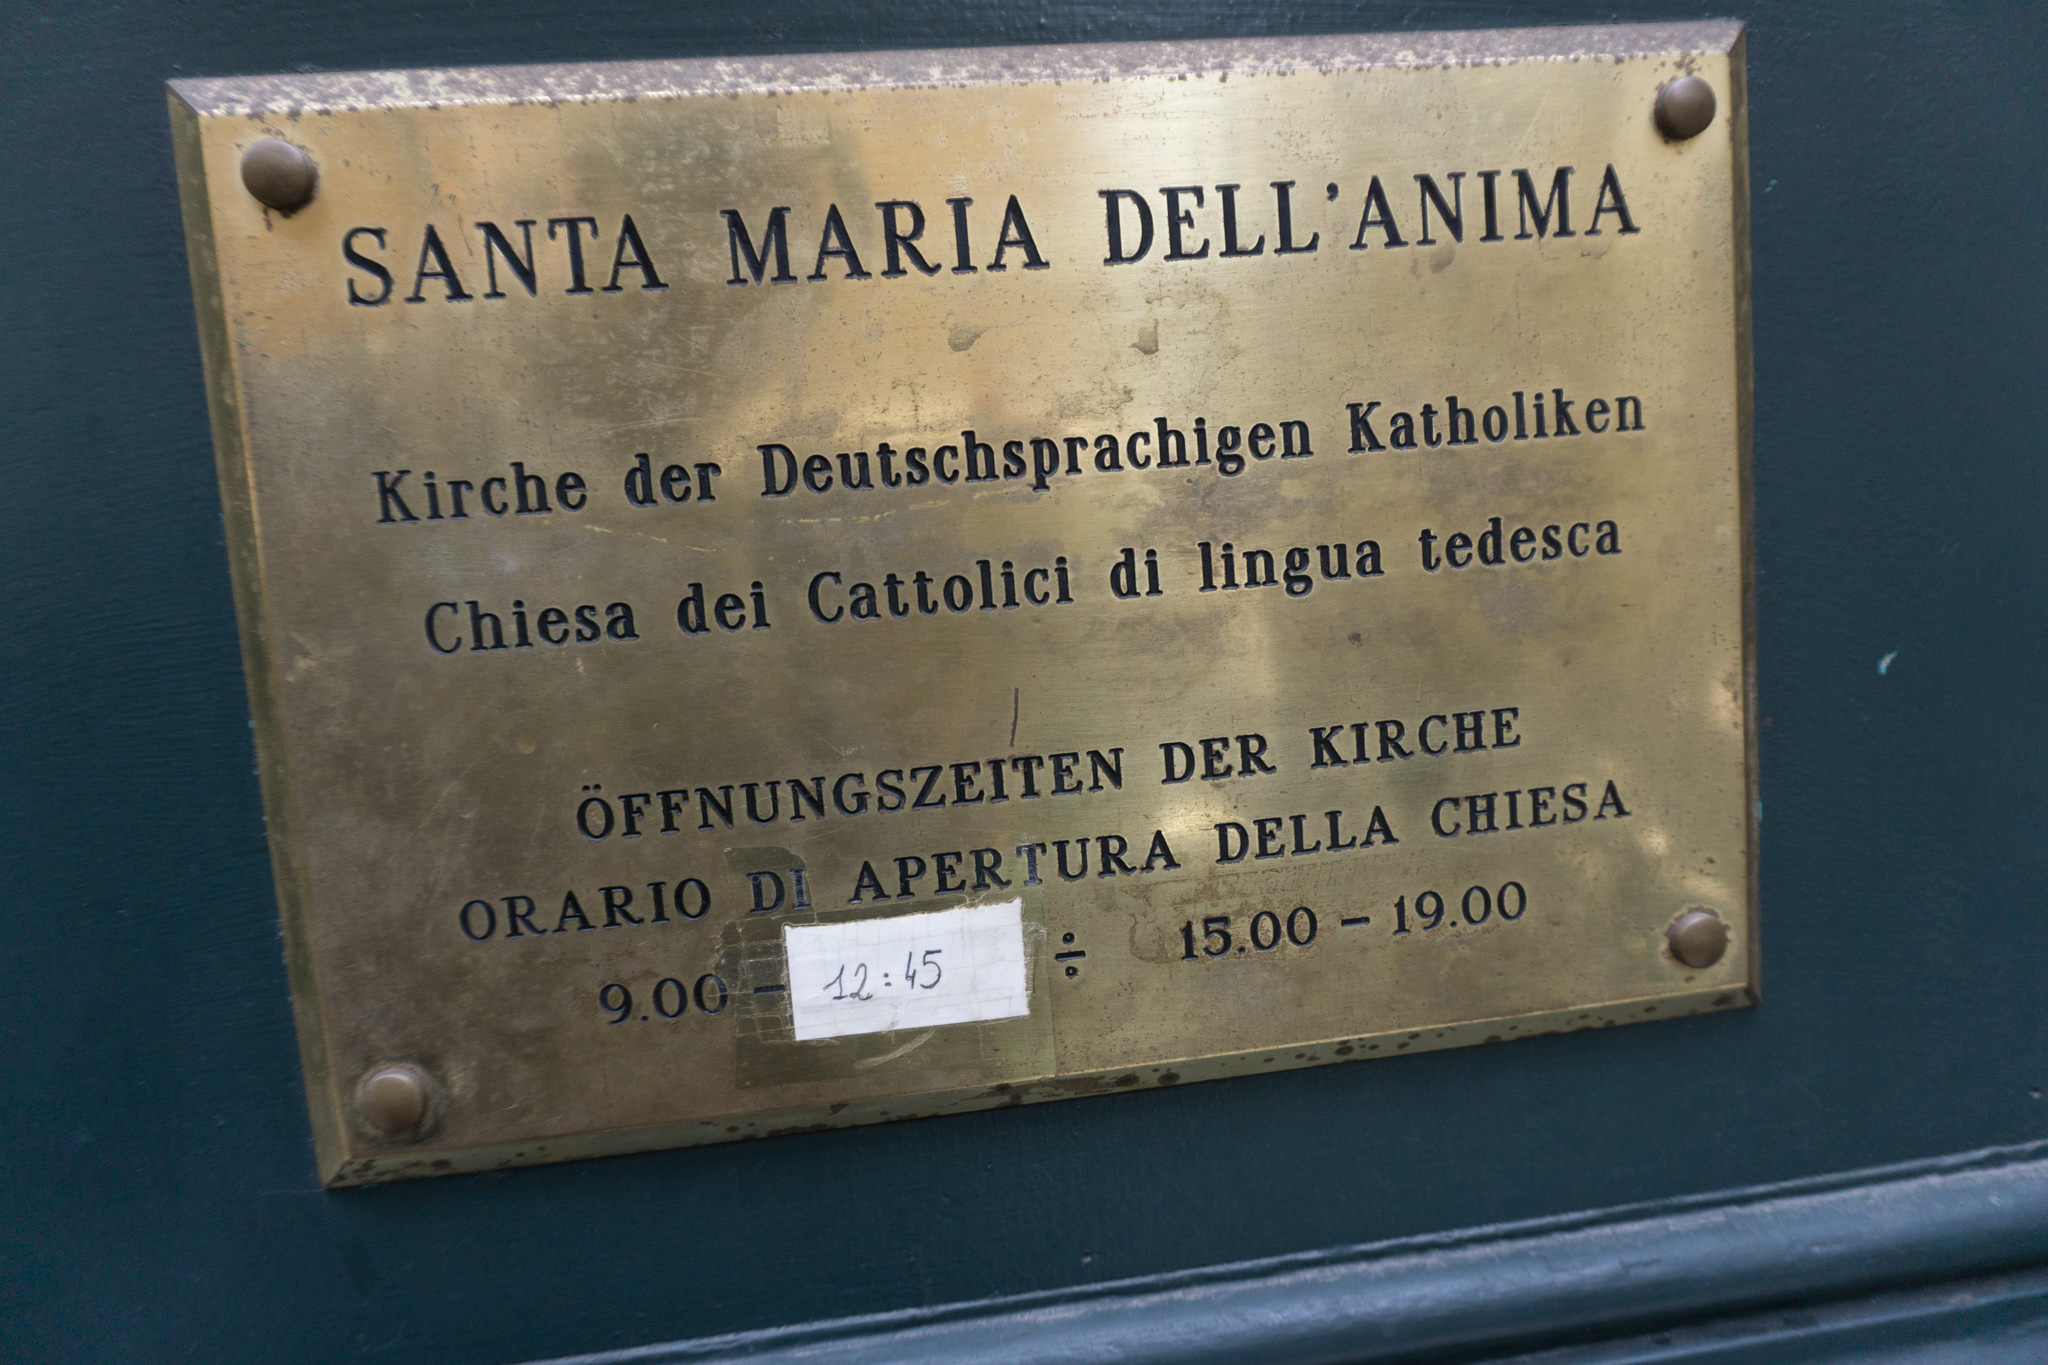 SANTA MARIA DELL'ANIMA
Kirche der Deutschsprachigen Katholiken
Chiesa dei Cattolici di lingua tedesca
ÖFFNUNGSZEITEN DER KIRCHE
ORARIO DI APERTURA DELLA CHIESA
9.00 - 12:45 ÷ 15.00 - 19.00